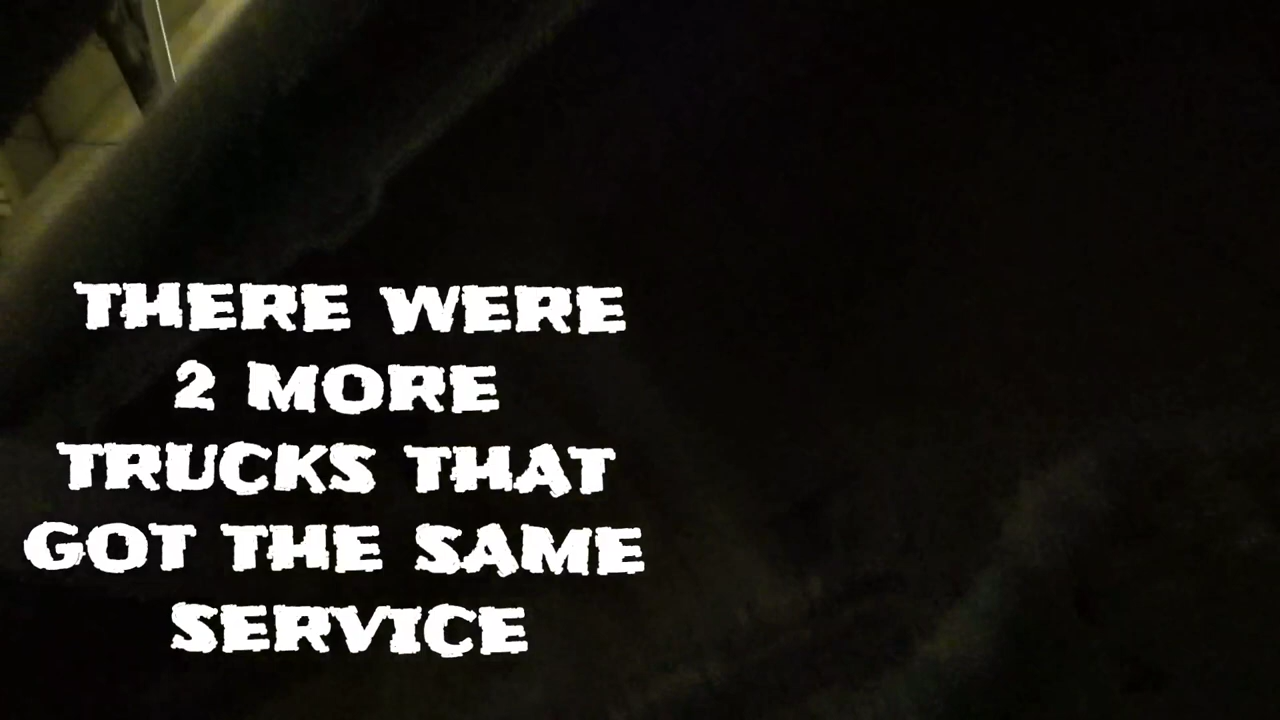 THERE WERE
2 MORE
TRUCKS THAT
GOT THE SAME
SERVICE